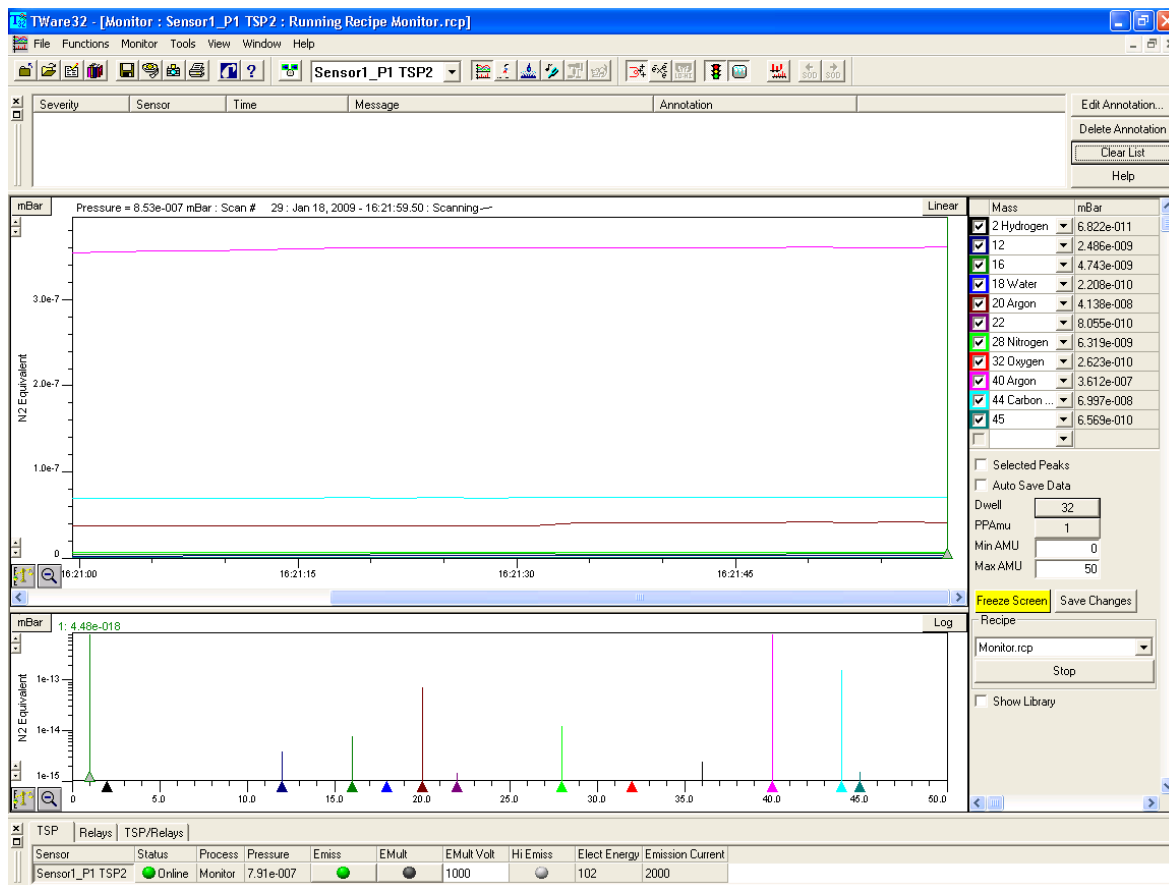 TWare32 - [Monitor : Sensor1_P1 TSP2 : Running Recipe Monitor.rcp]
File Functions Monitor Tools View Window Help
Sensor1_P1 TSP2
Severity Sensor Time Message Annotation
Edit Annotation...
Delete Annotation
Clear List
Help
mBar Pressure = 8.53e-007 mBar : Scan # 29 : Jan 18, 2009 - 16:21:59.50 : Scanning-- Linear
N2 Equivalent
3.0e-7
2.0e-7
1.0e-7
0
16:21:00 16:21:15 16:21:30 16:21:45
Mass mBar
2 Hydrogen 6.822e-011
12 2.486e-009
16 4.743e-009
18 Water 2.208e-010
20 Argon 4.138e-008
22 8.055e-010
28 Nitrogen 6.319e-009
32 Oxygen 2.623e-010
40 Argon 3.612e-007
44 Carbon ... 6.997e-008
45 6.569e-010
Selected Peaks
Auto Save Data
Dwell 32
PPAmu 1
Min AMU 0
Max AMU 50
Freeze Screen Save Changes
Recipe
Monitor.rcp
Stop
Show Library
mBar 1: 4.48e-018 Log
N2 Equivalent
1e-13
1e-14
1e-15
0 5.0 10.0 15.0 20.0 25.0 30.0 35.0 40.0 45.0 50.0
TSP Relays TSP/Relays
Sensor Status Process Pressure Emiss EMult EMult Volt Hi Emiss Elect Energy Emission Current
Sensor1_P1 TSP2 Online Monitor 7.91e-007 1000 102 2000